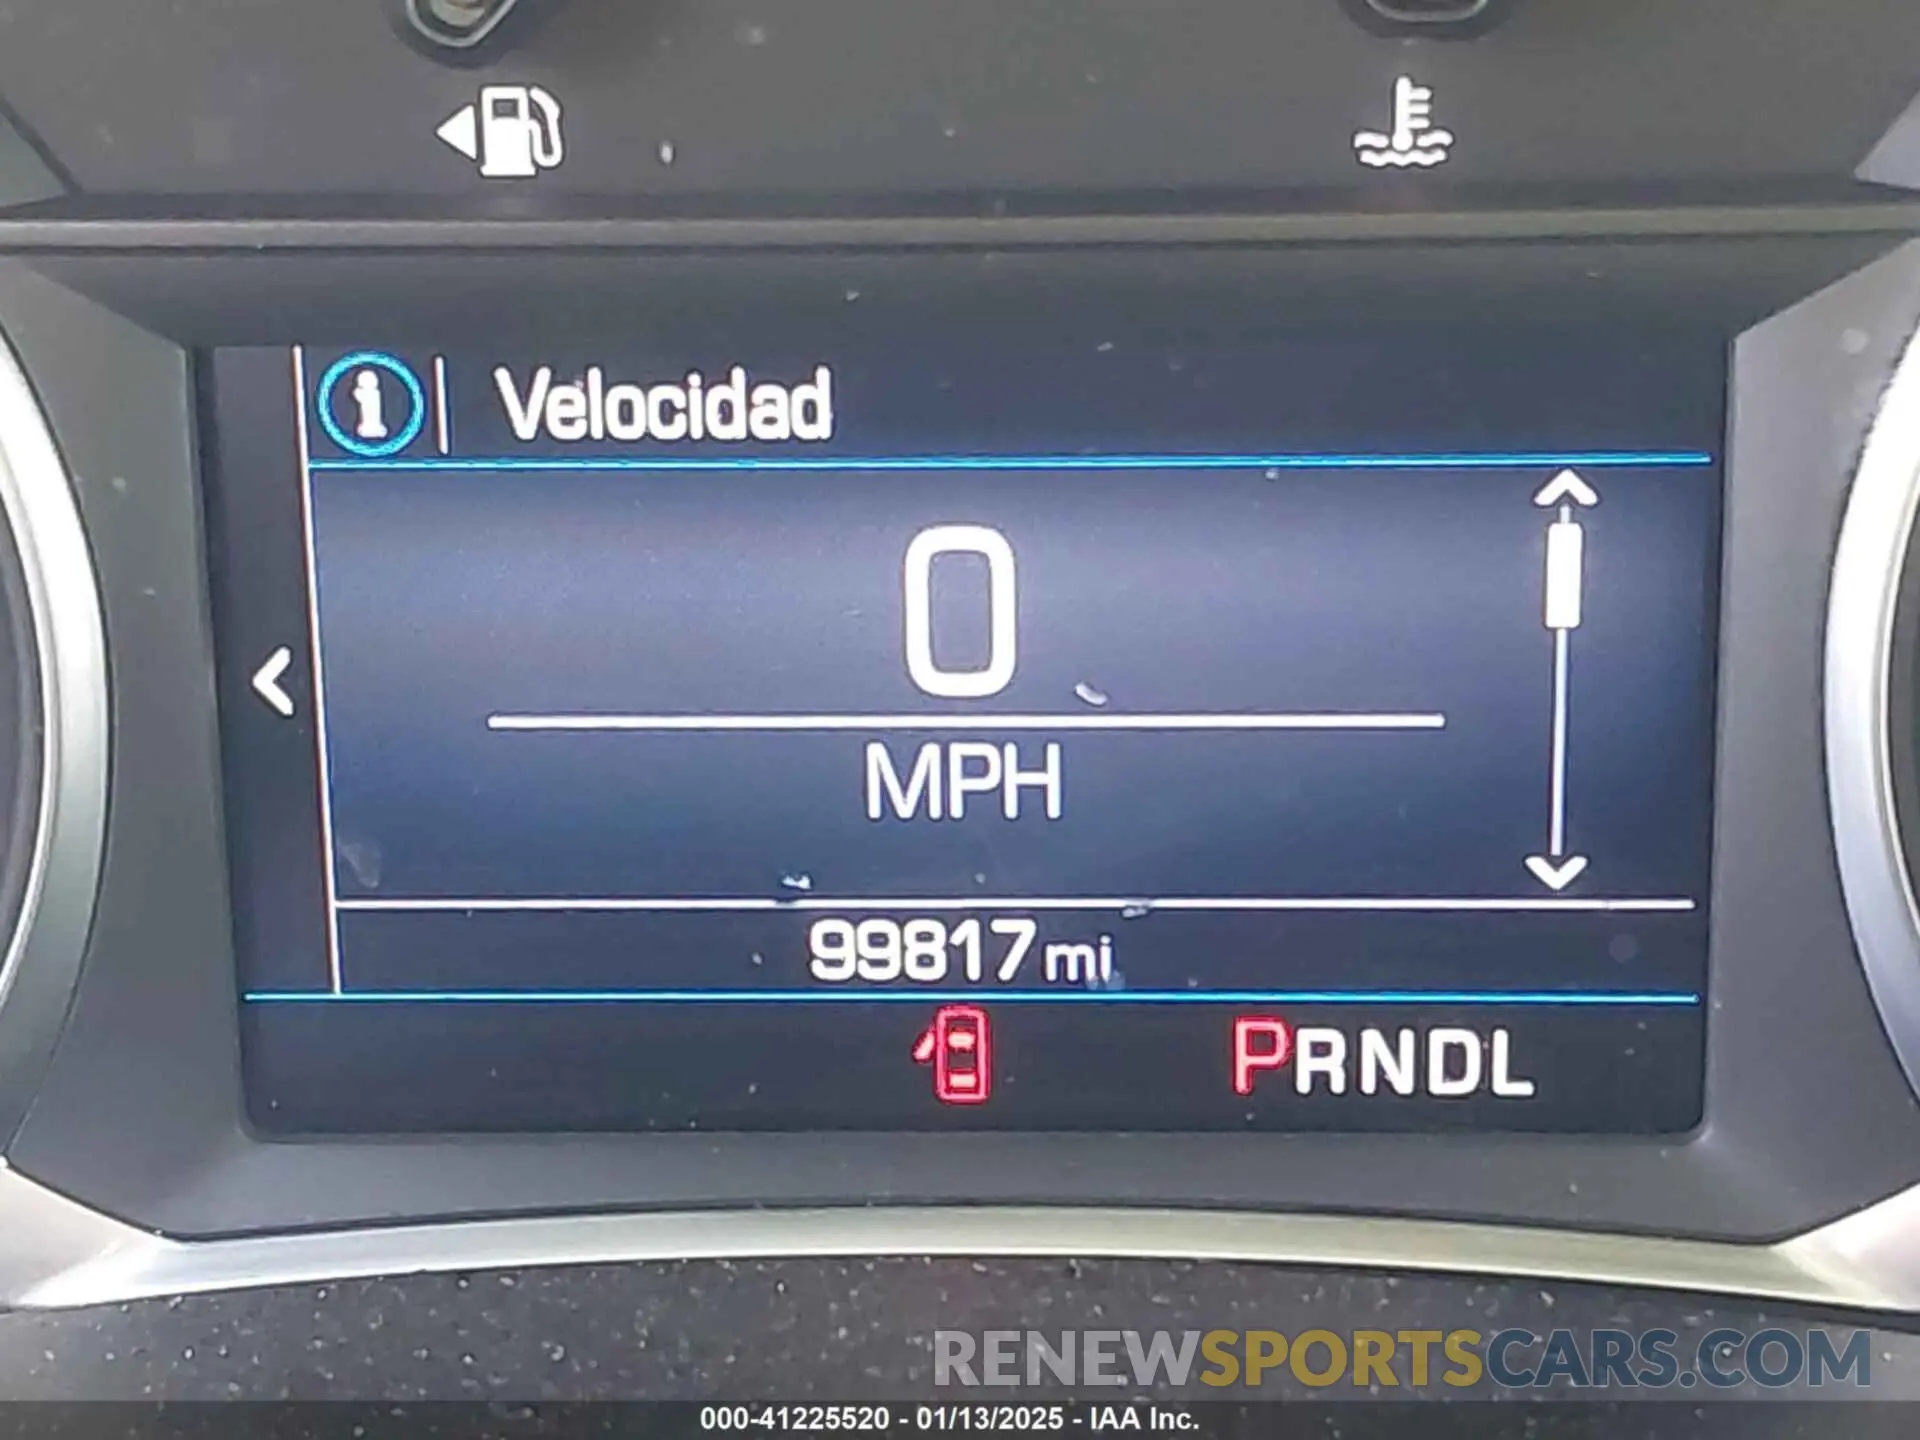 Velocidad
0
MPH
99817 mi
PRNDL
RENEWSPORTSCARS.COM
000-41225520 - 01/13/2025 - IAA Inc.